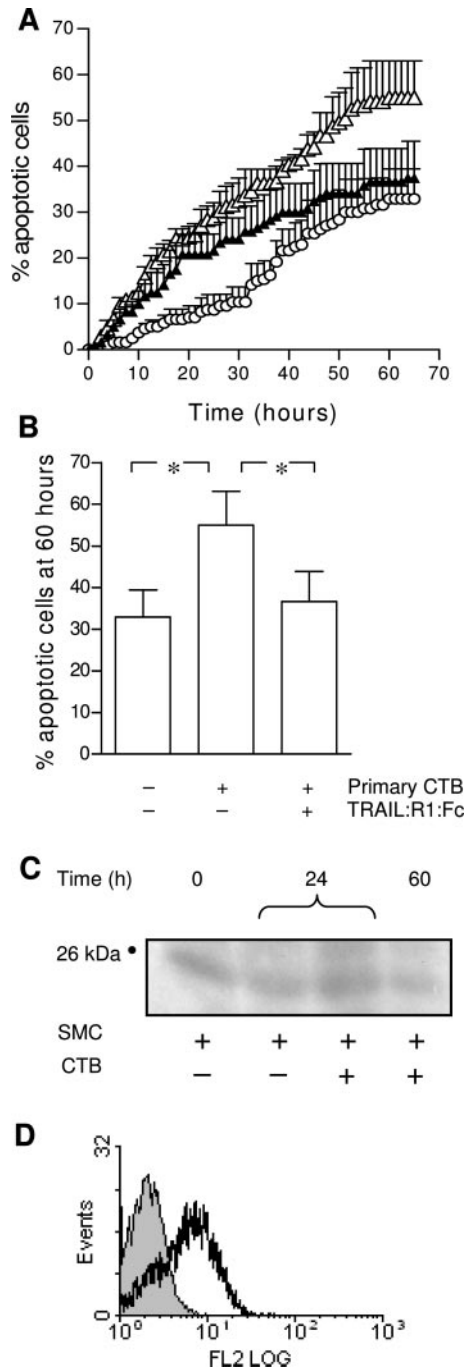 A
70
60
50
40
30
20
10
0
% apoptotic cells
0 10 20 30 40 50 60 70
Time (hours)
B
70
60
50
40
30
20
10
0
% apoptotic cells at 60 hours
* *
− + + Primary CTB
− − + TRAIL:R1:Fc
C
Time (h) 0 24 60
26 kDa •
SMC + + + +
CTB − − + +
D
32
Events
0
10⁰ 10¹ 10² 10³
FL2 LOG